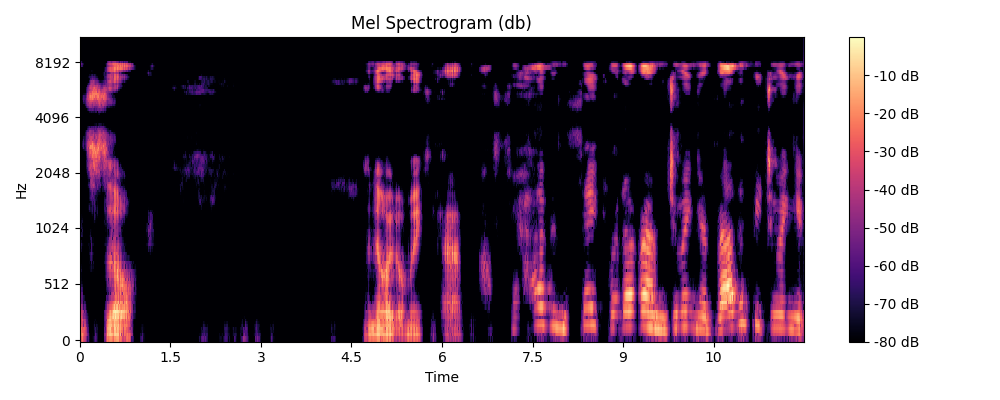 Mel Spectrogram (db)
8192
4096
2048
1024
512
0
Hz
0 1.5 3 4.5 6 7.5 9 10
Time
-10 dB
-20 dB
-30 dB
-40 dB
-50 dB
-60 dB
-70 dB
-80 dB